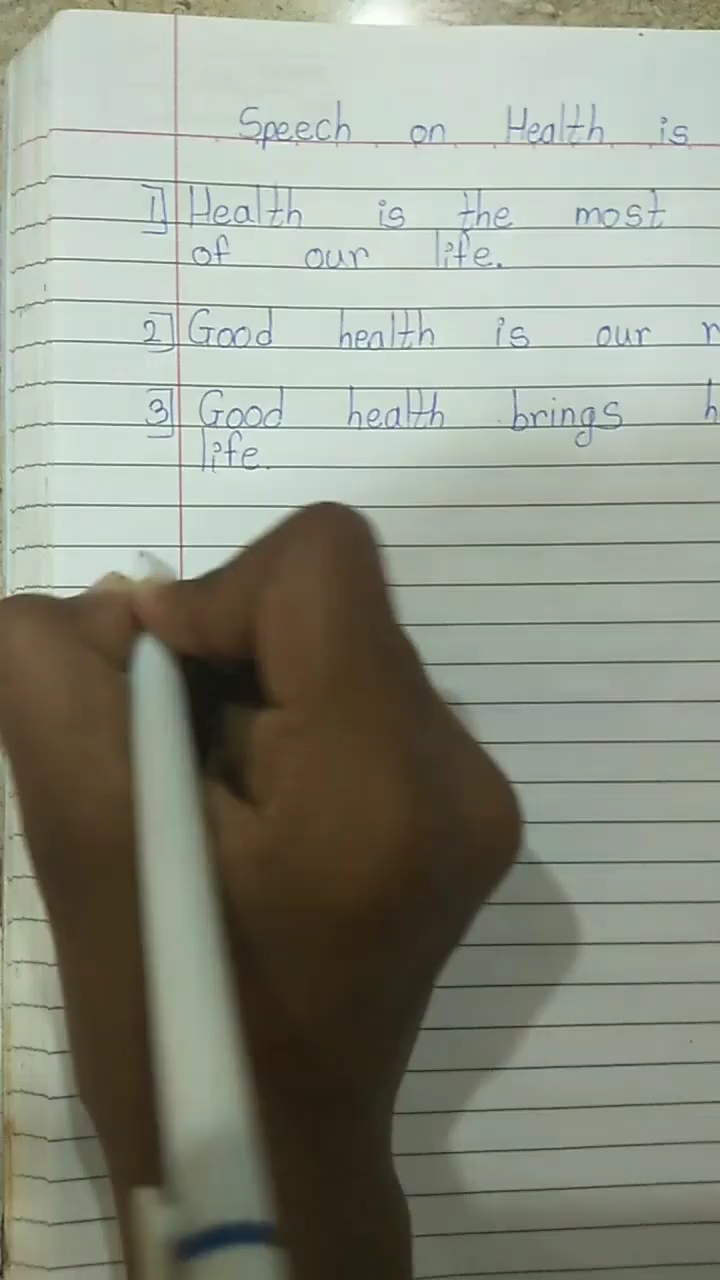 Speech on Health is
1] Health is the most
of our life.
2] Good health is our
3] Good health brings
life.